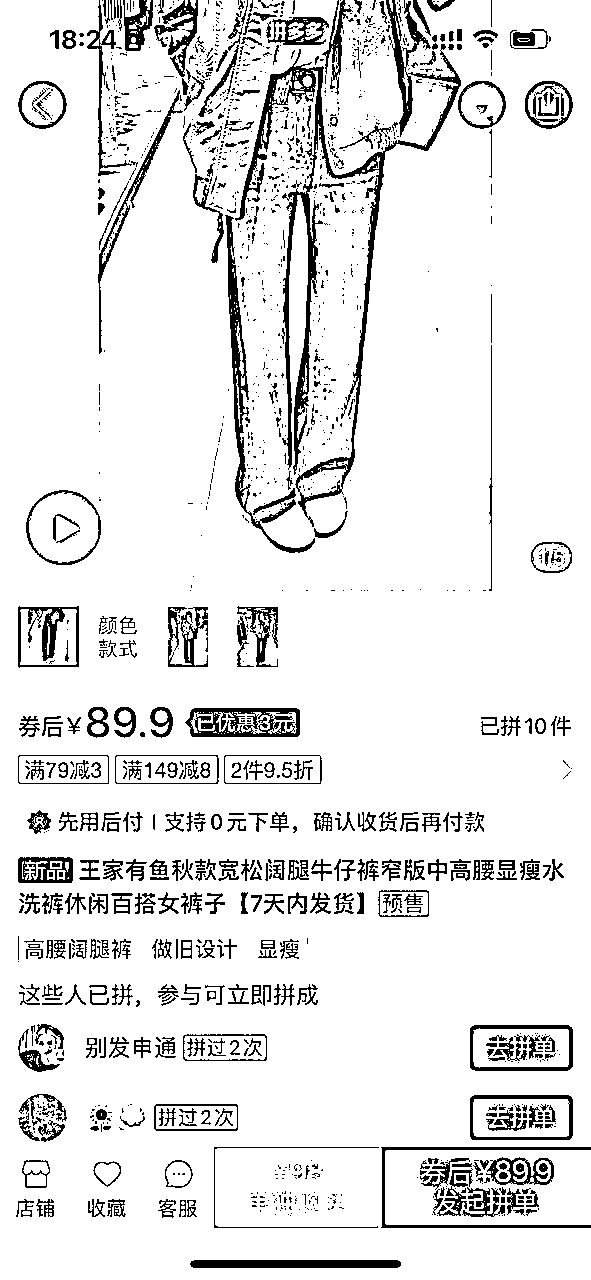 18:24
1/5
颜色
款式
券后¥89.9 已优惠3元 已拼10件
满79减3 满149减8 2件9.5折
先用后付 | 支持0元下单，确认收货后再付款
新品! 王家有鱼秋款宽松阔腿牛仔裤窄版中高腰显瘦水
洗裤休闲百搭女裤子【7天内发货】 预售
高腰阔腿裤 做旧设计 显瘦
这些人已拼，参与可立即拼成
别发申通 拼过2次 去拼单
拼过2次 去拼单
店铺 收藏 客服
券后¥89.9
发起拼单